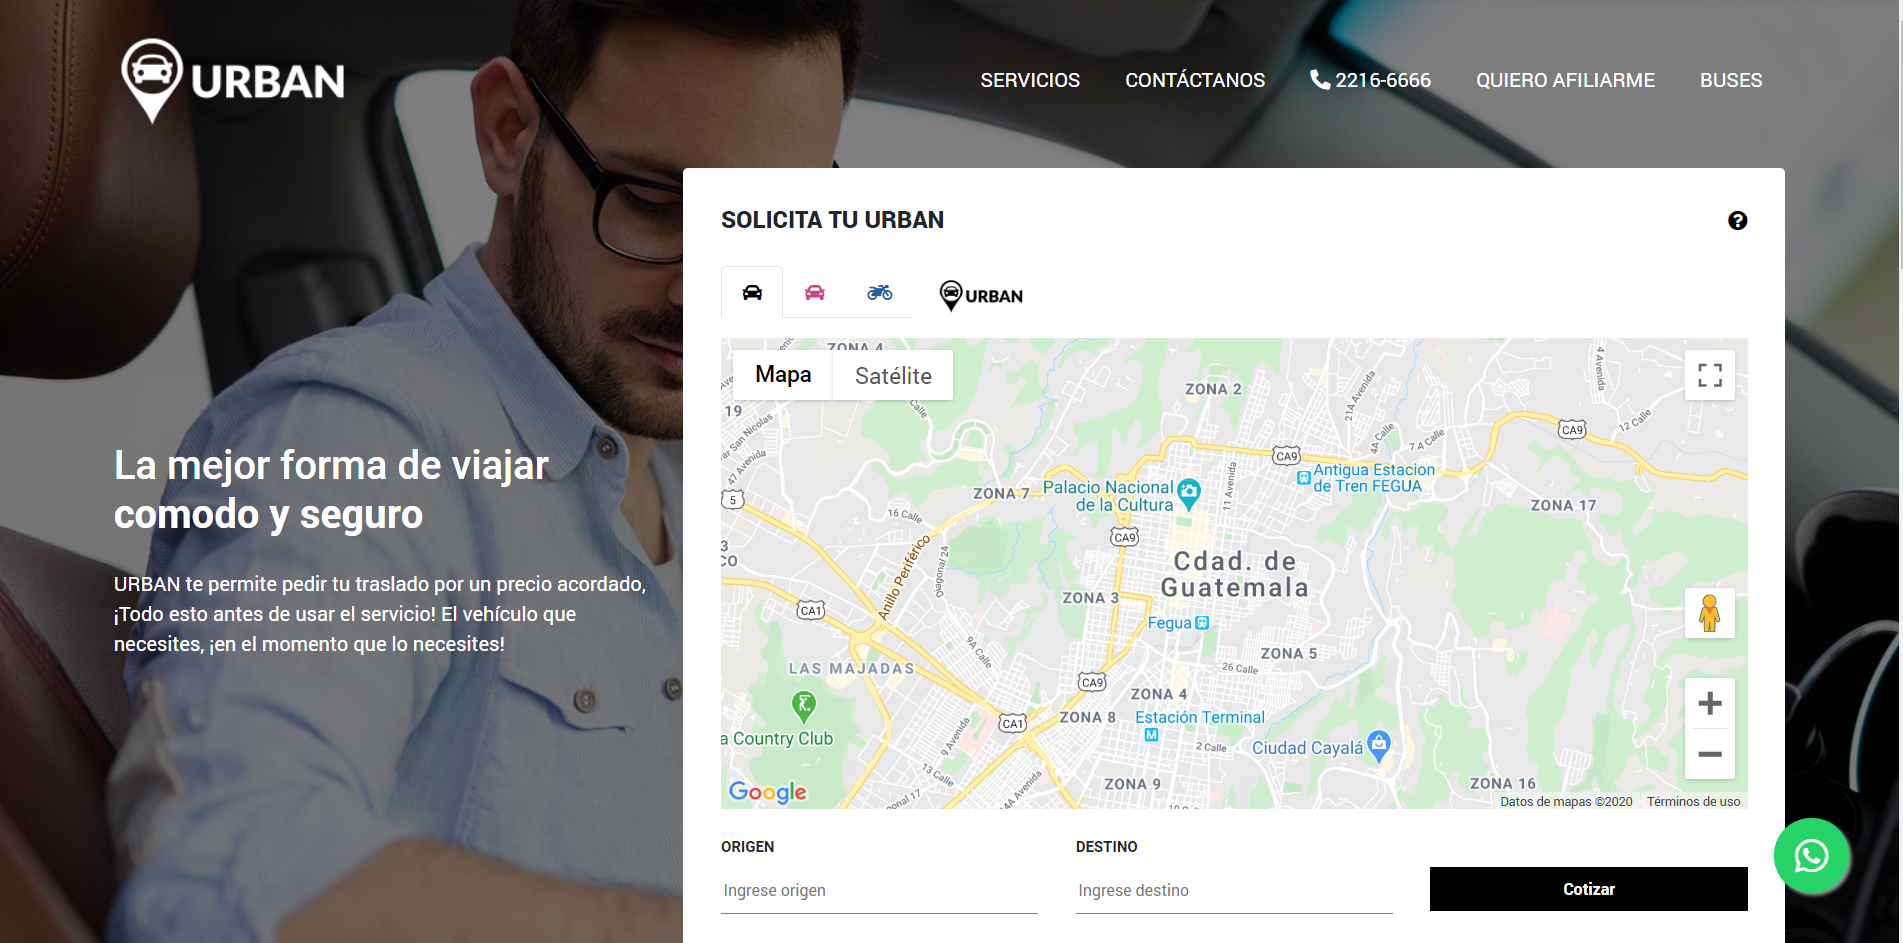 URBAN
SERVICIOS
CONTÁCTANOS
2216-6666
QUIERO AFILIARME
BUSES
La mejor forma de viajar
comodo y seguro
URBAN te permite pedir tu traslado por un precio acordado,
¡Todo esto antes de usar el servicio! El vehículo que
necesites, ¡en el momento que lo necesites!
SOLICITA TU URBAN
URBAN
Mapa
Satélite
ZONA 4
ZONA 2
21A Avenida
4 A Calle
4A Calle
7 A Calle
12 Calle
CA9
19
Calle
47 Avenida
5
CA9
11 Avenida
Antigua Estacion
de Tren FEGUA
ZONA 7
Palacio Nacional
de la Cultura
ZONA 17
16 Calle
Anillo Periférico
Diagonal 24
CA9
3
CO
Cdad. de
Guatemala
ZONA 3
CA1
Fegua
9A Calle
ZONA 5
26 Calle
LAS MAJADAS
CA9
ZONA 4
ZONA 8
Estación Terminal
M
CA1
9 Avenida
2 Calle
Ciudad Cayalá
a Country Club
13 Calle
14A Avenida
ZONA 9
ZONA 16
onal 17
Google
Datos de mapas ©2020
Términos de uso
ORIGEN
DESTINO
Ingrese origen
Ingrese destino
Cotizar